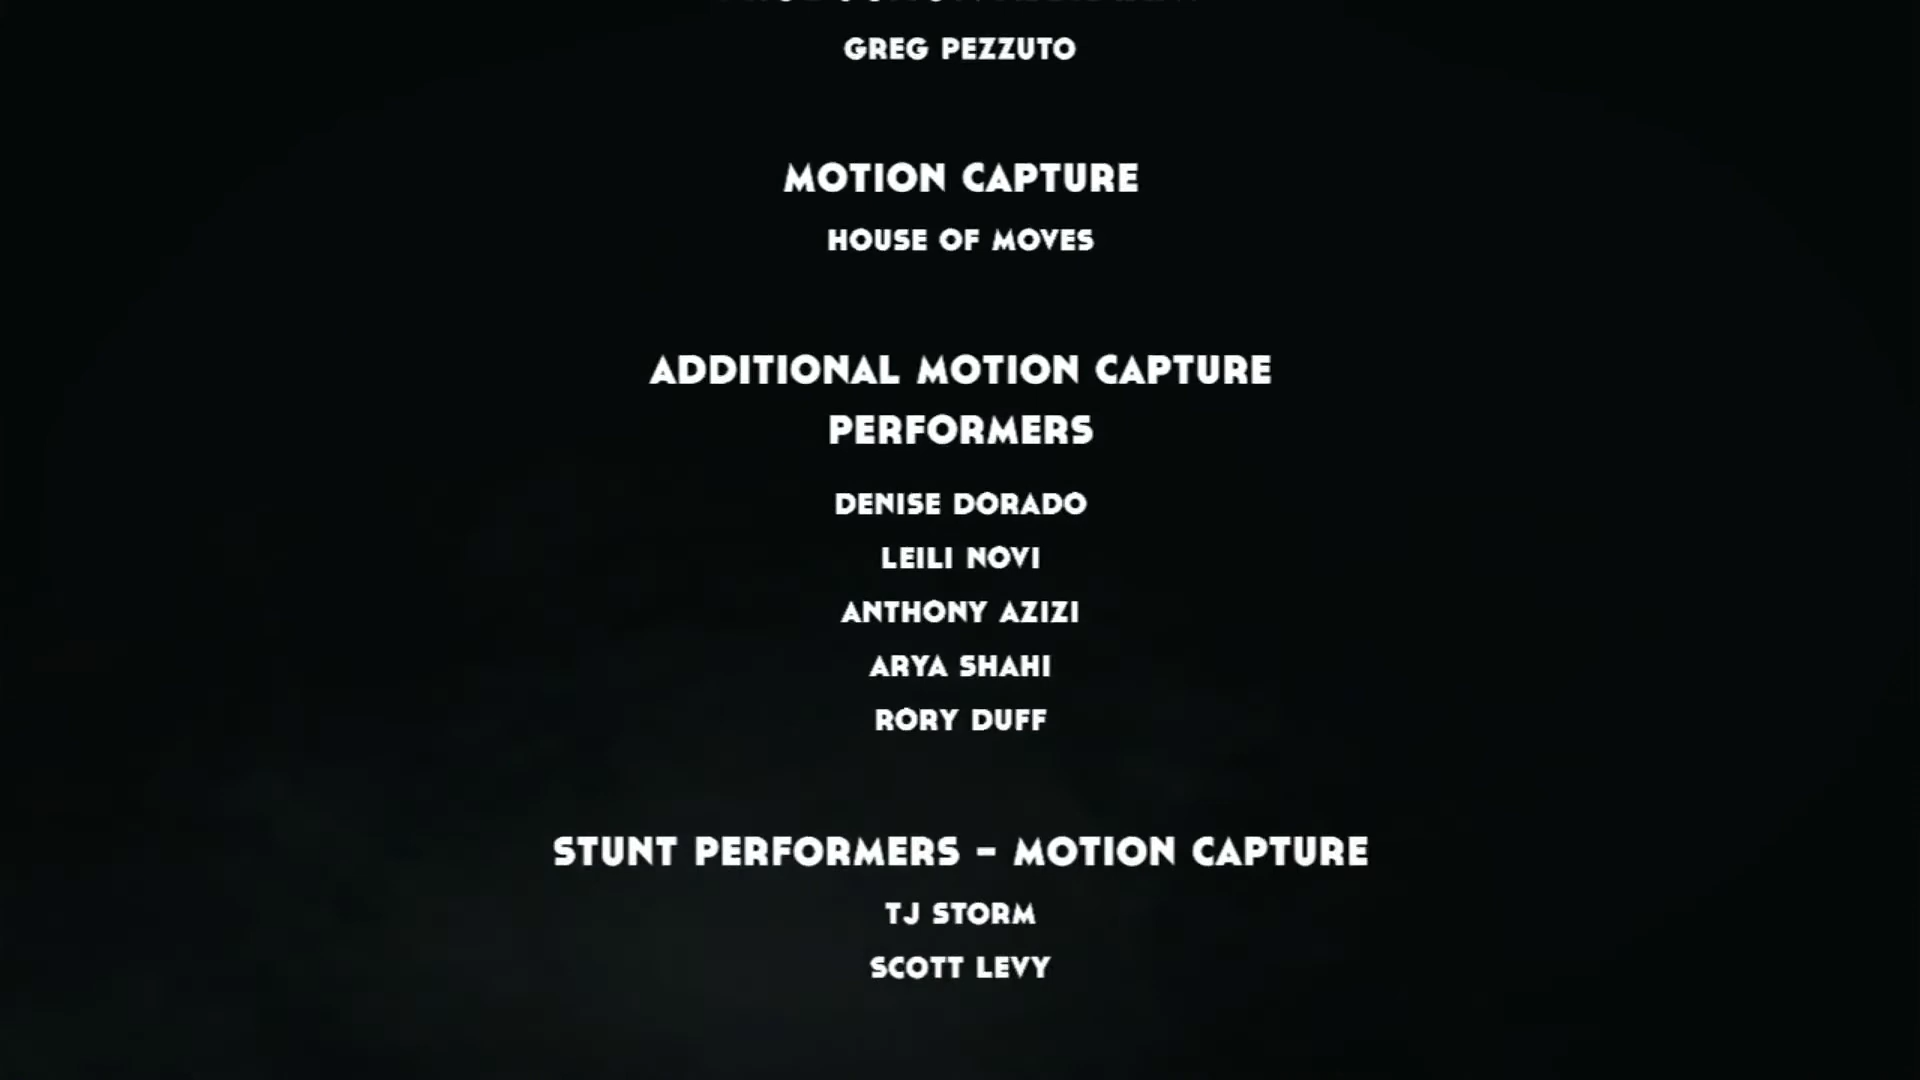 GREG PEZZUTO
MOTION CAPTURE
HOUSE OF MOVES
ADDITIONAL MOTION CAPTURE
PERFORMERS
DENISE DORADO
LEILI NOVI
ANTHONY AZIZI
ARYA SHAHI
RORY DUFF
STUNT PERFORMERS - MOTION CAPTURE
TJ STORM
SCOTT LEVY